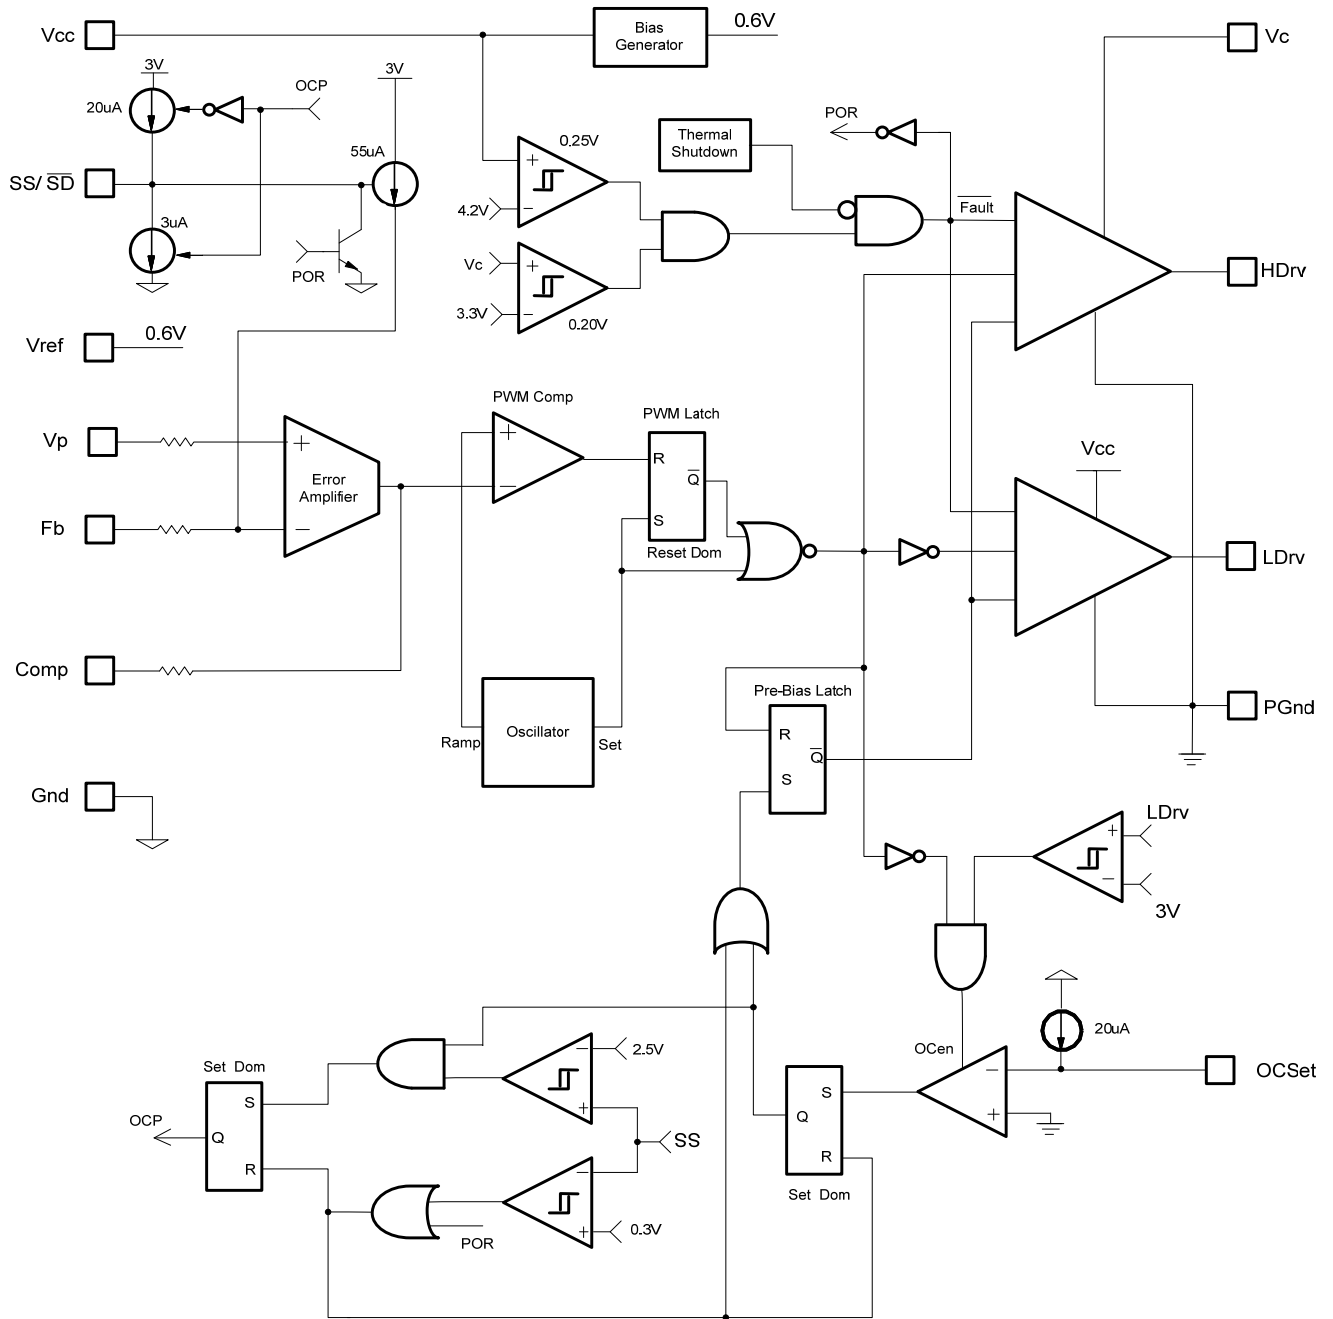 Vcc
Bias
Generator
0.6V
Vc
3V
OCP
20uA
3V
55uA
SS/ SD
3uA
POR
0.25V
+
4.2V
−
Thermal
Shutdown
POR
Fault
Vc
+
3.3V
−
0.20V
HDrv
Vref
0.6V
PWM Comp
PWM Latch
Vp
+
Error
Amplifier
−
Fb
+
−
R
Q
S
Reset Dom
Vcc
LDrv
Comp
Ramp
Oscillator
Set
Pre-Bias Latch
R
Q
S
PGnd
Gnd
LDrv
+
−
3V
OCen
20uA
−
+
OCSet
Set Dom
S
Q
R
OCP
−
2.5V
+
SS
−
+
0.3V
POR
S
Q
R
Set Dom